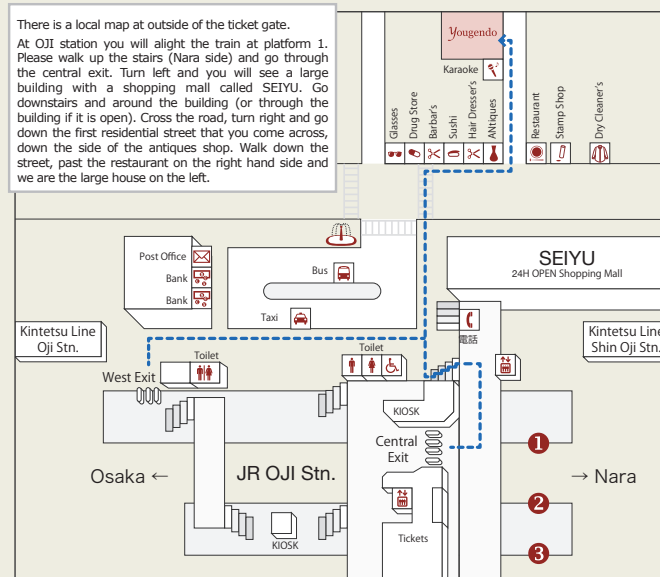 There is a local map at outside of the ticket gate.
At OJI station you will alight the train at platform 1.
Please walk up the stairs (Nara side) and go through
the central exit. Turn left and you will see a large
building with a shopping mall called SEIYU. Go
downstairs and around the building (or through the
building if it is open). Cross the road, turn right and go
down the first residential street that you come across,
down the side of the antiques shop. Walk down the
street, past the restaurant on the right hand side and
we are the large house on the left.
Yougendo
Karaoke
Glasses
Drug Store
Barbar's
Sushi
Hair Dresser's
ANtiques
Restaurant
Stamp Shop
Dry Cleaner's
Post Office
Bank
Bank
Bus
Taxi
SEIYU
24H OPEN Shopping Mall
電話
Kintetsu Line
Oji Stn.
Kintetsu Line
Shin Oji Stn.
West Exit
Toilet
Toilet
KIOSK
Central
Exit
1
Osaka ←
JR OJI Stn.
→ Nara
2
Tickets
KIOSK
3